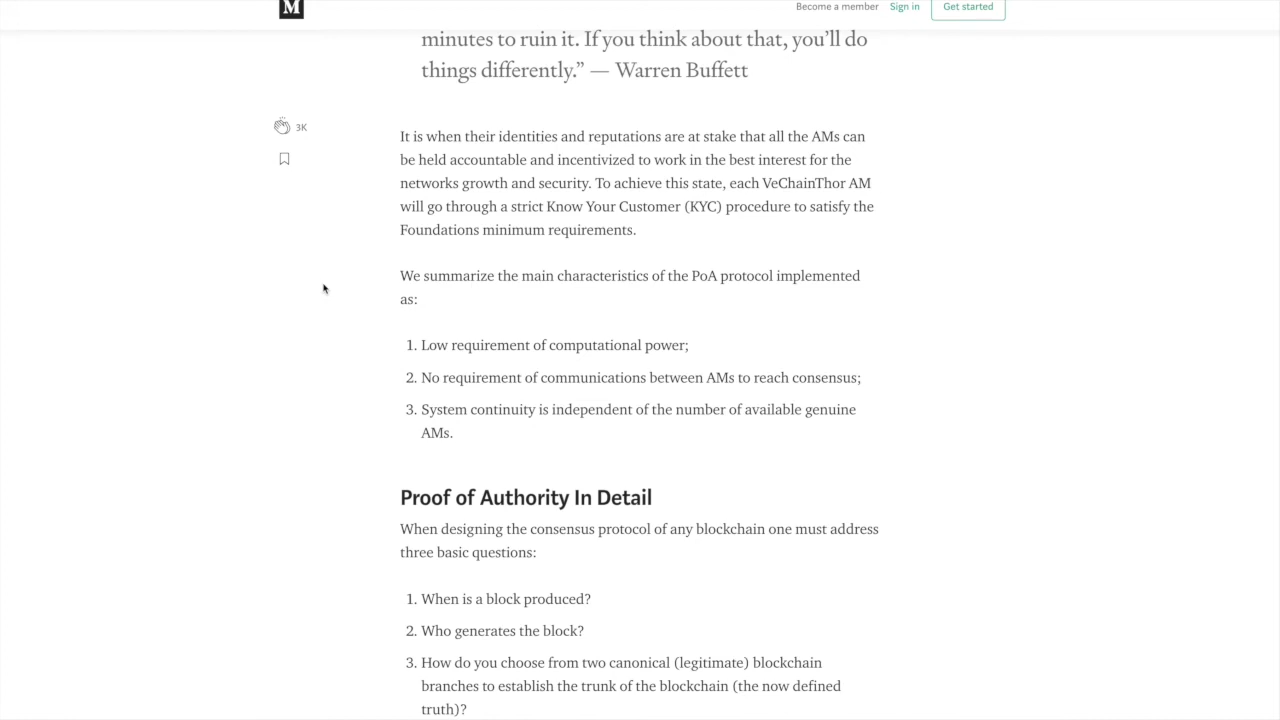 M
Become a member Sign in Get started
minutes to ruin it. If you think about that, you’ll do
things differently.” — Warren Buffett
3K
It is when their identities and reputations are at stake that all the AMs can
be held accountable and incentivized to work in the best interest for the
networks growth and security. To achieve this state, each VeChainThor AM
will go through a strict Know Your Customer (KYC) procedure to satisfy the
Foundations minimum requirements.
We summarize the main characteristics of the PoA protocol implemented
as:
1. Low requirement of computational power;
2. No requirement of communications between AMs to reach consensus;
3. System continuity is independent of the number of available genuine
AMs.
Proof of Authority In Detail
When designing the consensus protocol of any blockchain one must address
three basic questions:
1. When is a block produced?
2. Who generates the block?
3. How do you choose from two canonical (legitimate) blockchain
branches to establish the trunk of the blockchain (the now defined
truth)?